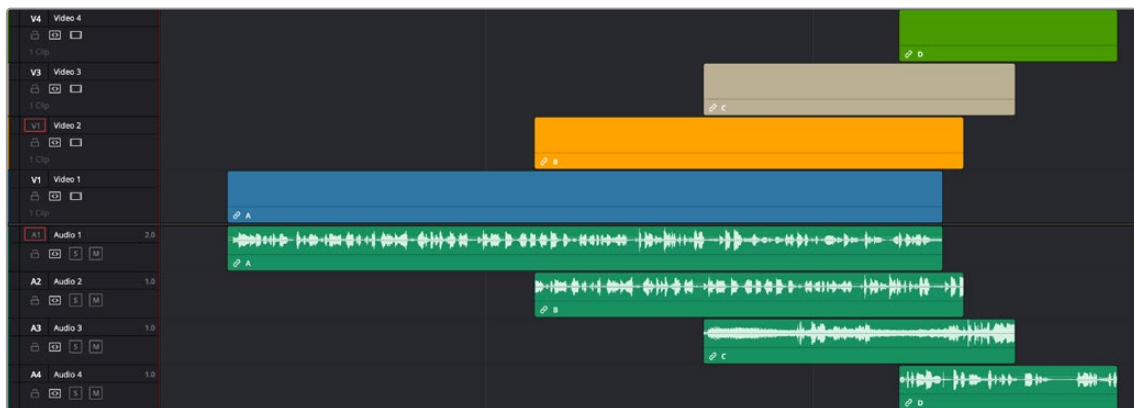 V4 Video 4
1 Clip
D
V3 Video 3
1 Clip
C
V1 Video 2
1 Clip
B
V1 Video 1
1 Clip
A
A1 Audio 1 2.0
S M
A
A2 Audio 2 1.0
S M
B
A3 Audio 3 1.0
S M
C
A4 Audio 4 1.0
S M
D